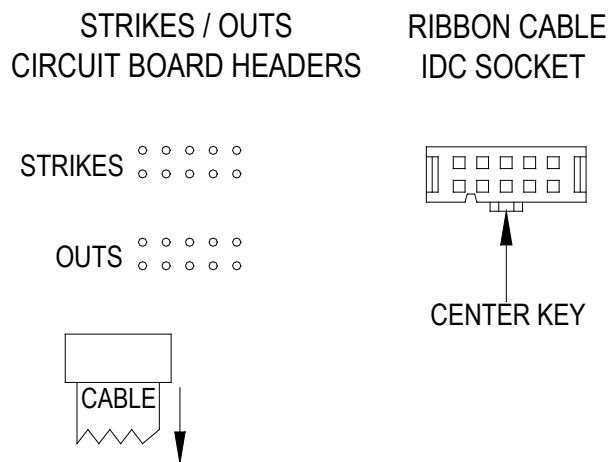 STRIKES / OUTS
CIRCUIT BOARD HEADERS
RIBBON CABLE
IDC SOCKET
STRIKES
OUTS
CENTER KEY
CABLE